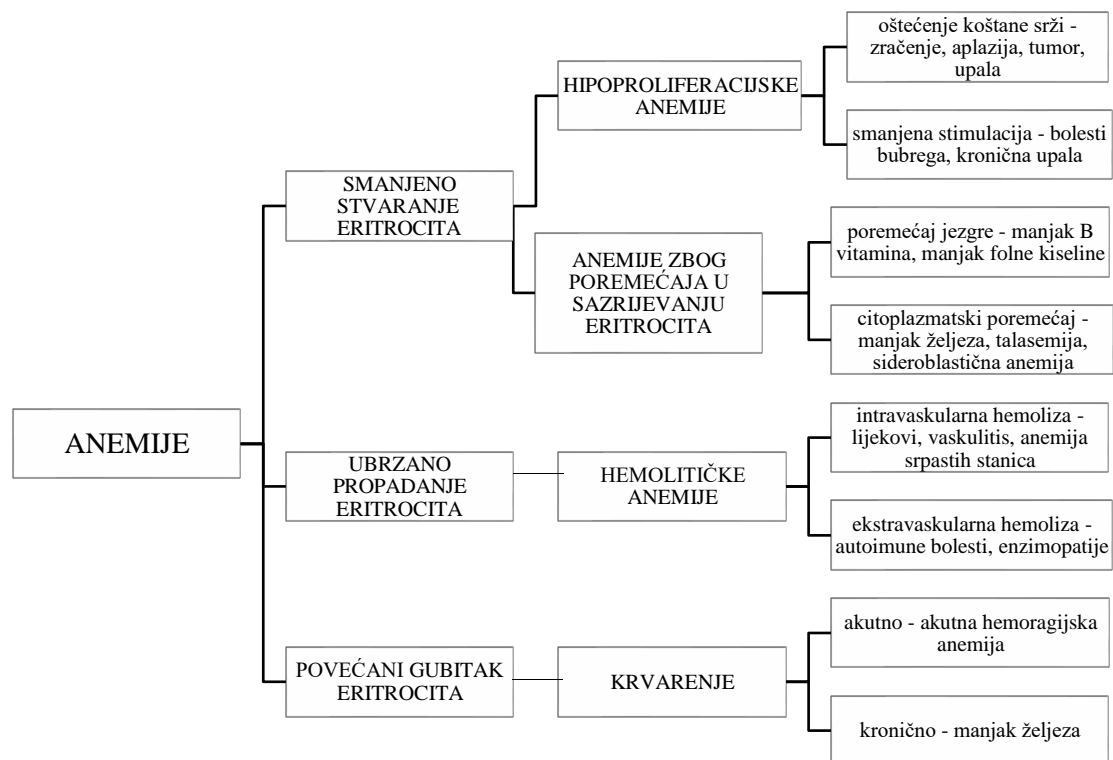 ANEMIJE
SMANJENO
STVARANJE
ERITROCITA
HIPOPROLIFERACIJSKE
ANEMIJE
oštećenje koštane srži -
zračenje, aplazija, tumor,
upala
smanjena stimulacija - bolesti
bubrega, kronična upala
ANEMIJE ZBOG
POREMEĆAJA U
SAZRIJEVANJU
ERITROCITA
poremećaj jezgre - manjak B
vitamina, manjak folne kiseline
citoplazmatski poremećaj -
manjak željeza, talasemija,
sideroblastična anemija
UBRZANO
PROPADANJE
ERITROCITA
HEMOLITIČKE
ANEMIJE
intravaskularna hemoliza -
lijekovi, vaskulitis, anemija
srpastih stanica
ekstravaskularna hemoliza -
autoimune bolesti, enzimopatije
POVEĆANI GUBITAK
ERITROCITA
KRVARENJE
akutno - akutna hemoragijska
anemija
kronično - manjak željeza